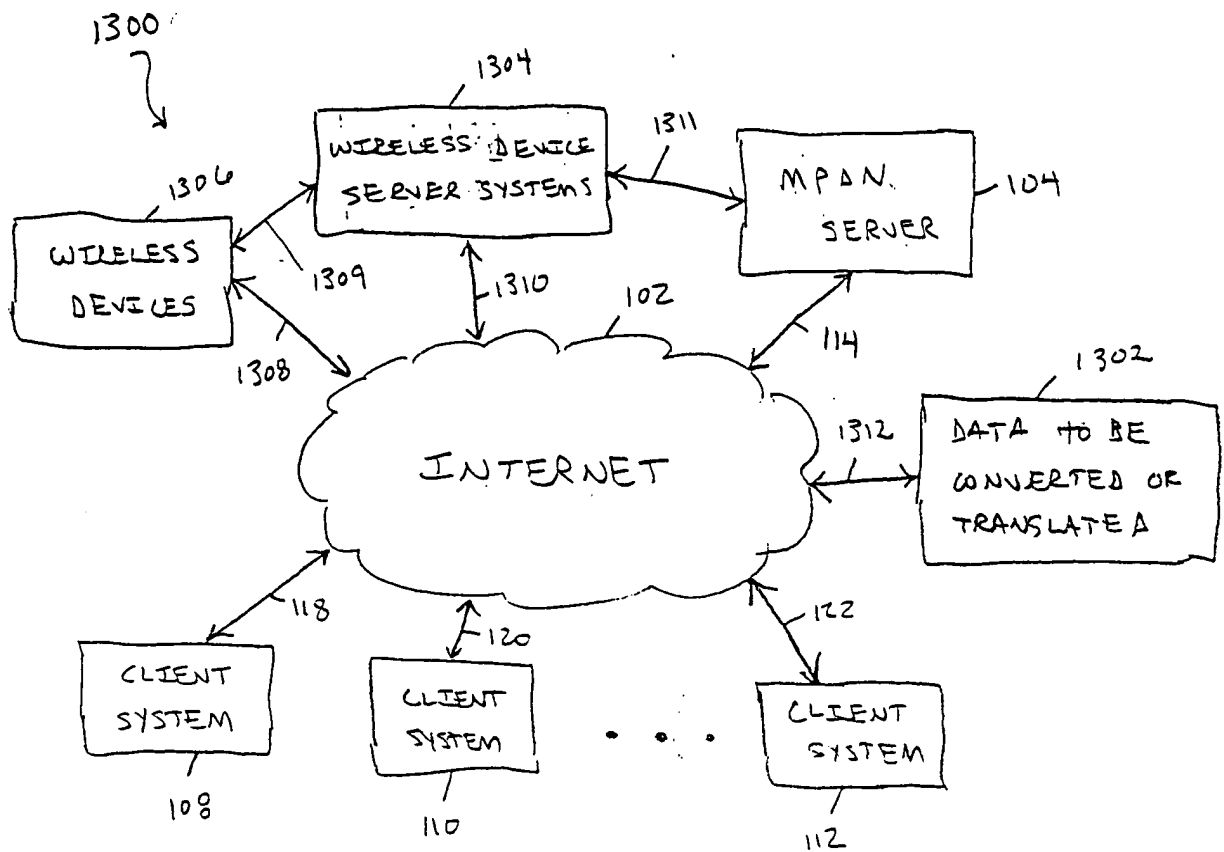 1300
1304
WIRELESS DEVICE
SERVER SYSTEMS
1311
MPAN
SERVER
104
1306
WIRELESS
DEVICES
1309
1310
102
114
1308
1302
INTERNET
1312
DATA TO BE
CONVERTED OR
TRANSLATED
118
120
122
CLIENT
SYSTEM
CLIENT
SYSTEM
. . .
CLIENT
SYSTEM
108
110
112